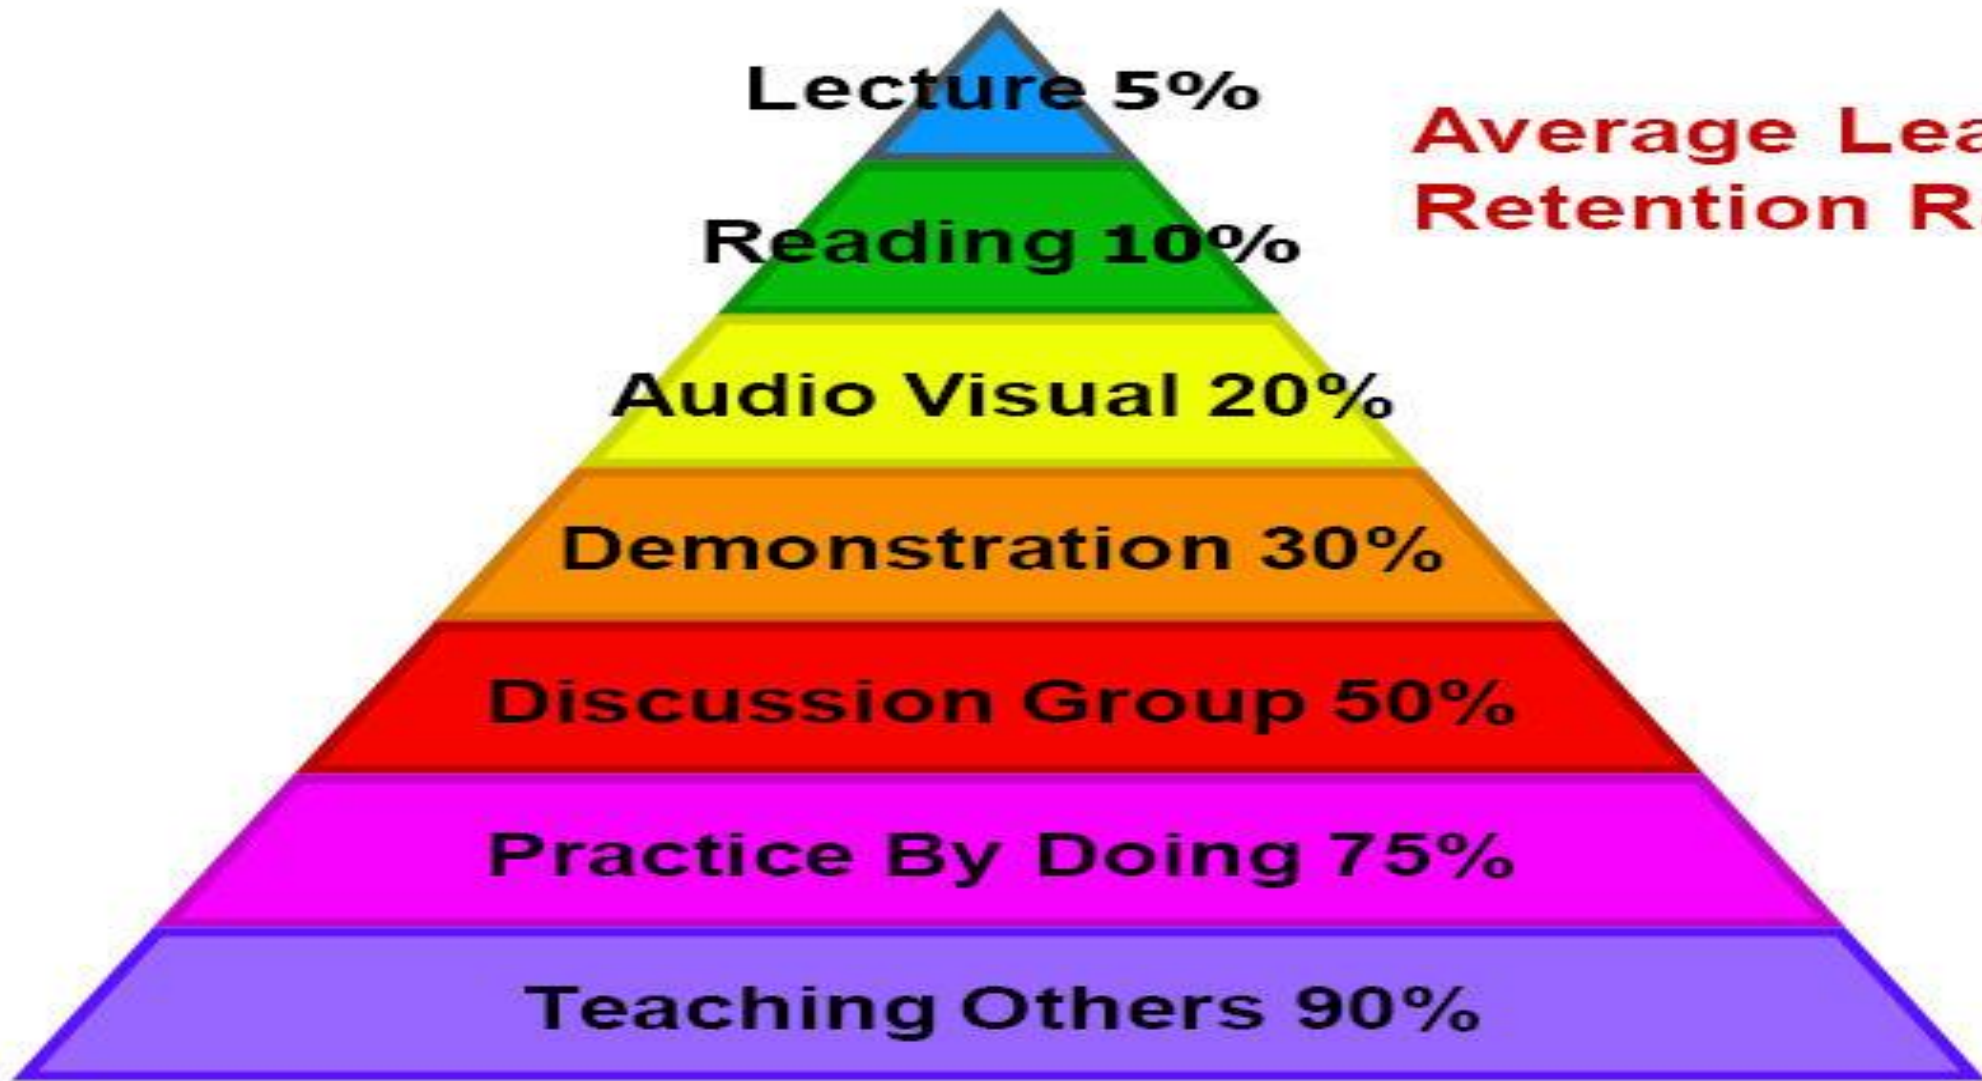 Lecture 5%
Average Lea
Retention R
Reading 10%
Audio Visual 20%
Demonstration 30%
Discussion Group 50%
Practice By Doing 75%
Teaching Others 90%